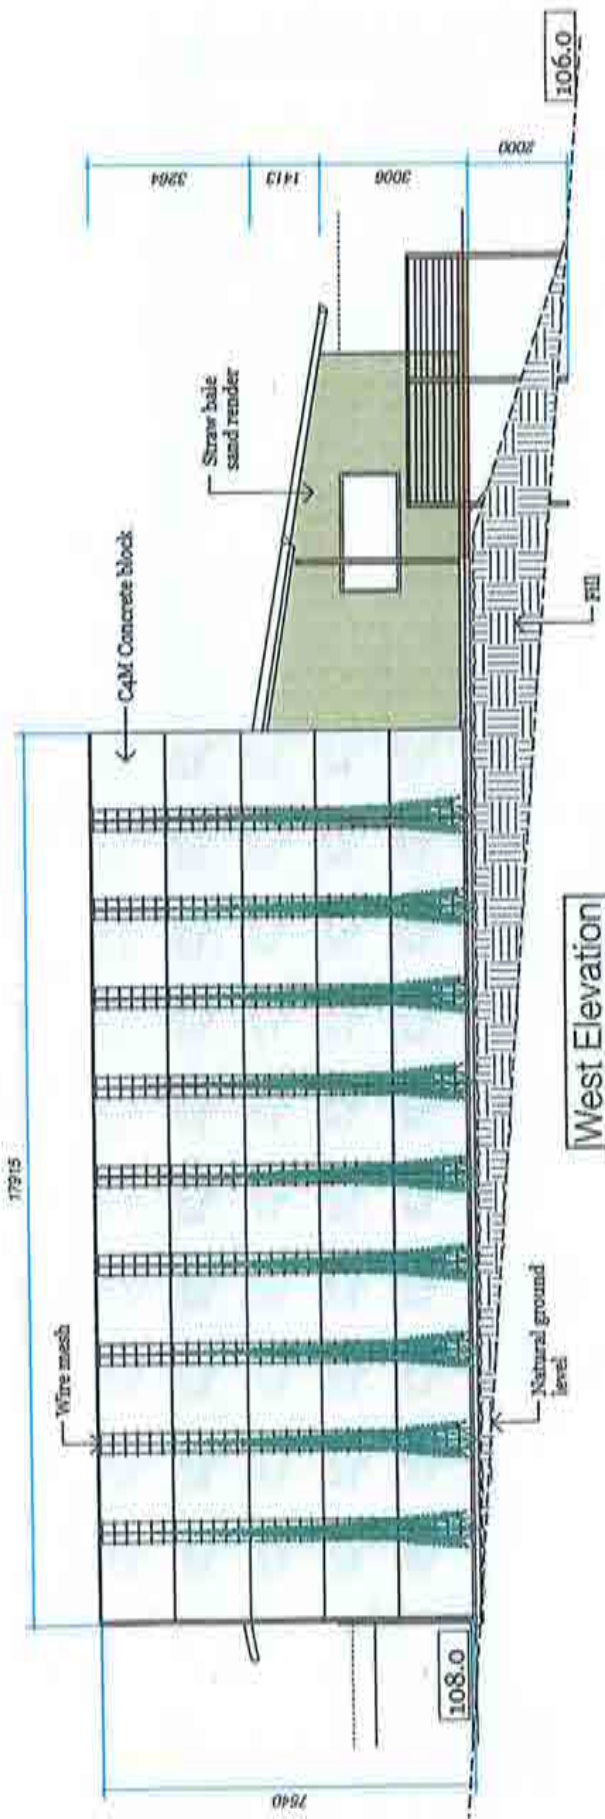 17915
Wire mesh
C4M Concrete block
Straw bale
sand render
3264
1413
3006
2000
7640
108.0
106.0
Natural ground
level
Fill
West Elevation